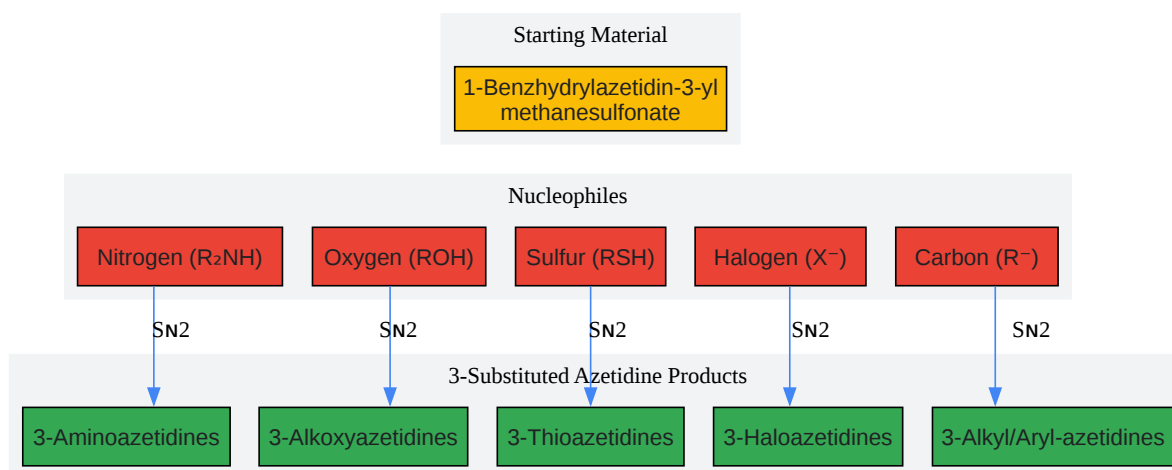 Starting Material
1-Benzhydrylazetidin-3-yl
methanesulfonate
Nucleophiles
Nitrogen (R₂NH)
Oxygen (ROH)
Sulfur (RSH)
Halogen (X⁻)
Carbon (R⁻)
Sɴ2
Sɴ2
Sɴ2
Sɴ2
Sɴ2
3-Substituted Azetidine Products
3-Aminoazetidines
3-Alkoxyazetidines
3-Thioazetidines
3-Haloazetidines
3-Alkyl/Aryl-azetidines